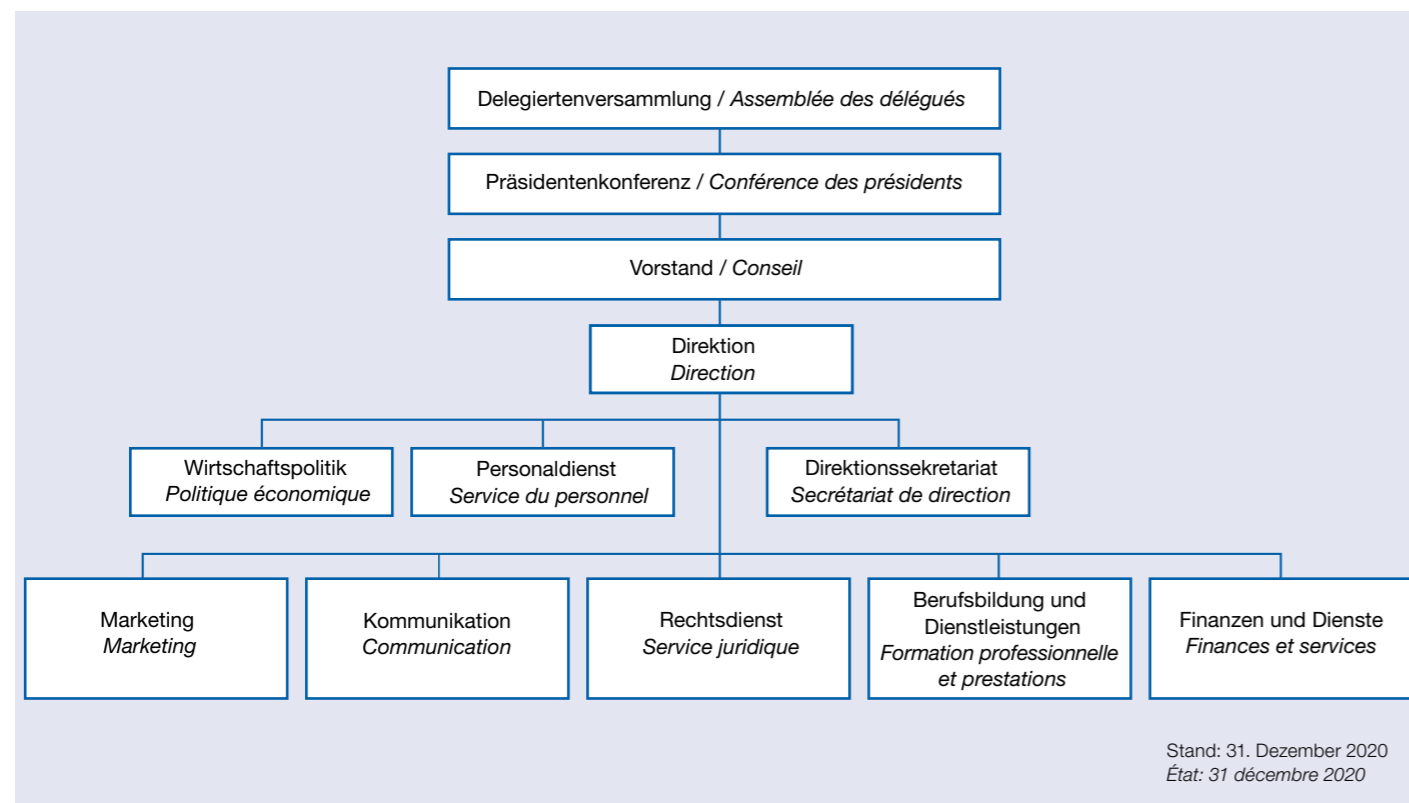 Delegiertenversammlung / Assemblée des délégués
Präsidentenkonferenz / Conférence des présidents
Vorstand / Conseil
Direktion
Direction
Wirtschaftspolitik
Politique économique
Personaldienst
Service du personnel
Direktionssekretariat
Secrétariat de direction
Marketing
Marketing
Kommunikation
Communication
Rechtsdienst
Service juridique
Berufsbildung und
Dienstleistungen
Formation professionnelle
et prestations
Finanzen und Dienste
Finances et services
Stand: 31. Dezember 2020
État: 31 décembre 2020